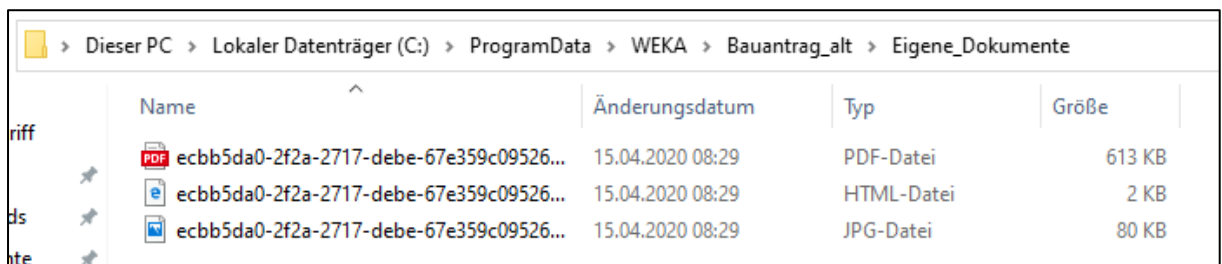 Dieser PC > Lokaler Datenträger (C:) > ProgramData > WEKA > Bauantrag_alt > Eigene_Dokumente
Name Änderungsdatum Typ Größe
riff
PDF ecbb5da0-2f2a-2717-debe-67e359c09526... 15.04.2020 08:29 PDF-Datei 613 KB
ecbb5da0-2f2a-2717-debe-67e359c09526... 15.04.2020 08:29 HTML-Datei 2 KB
ds ecbb5da0-2f2a-2717-debe-67e359c09526... 15.04.2020 08:29 JPG-Datei 80 KB
nte